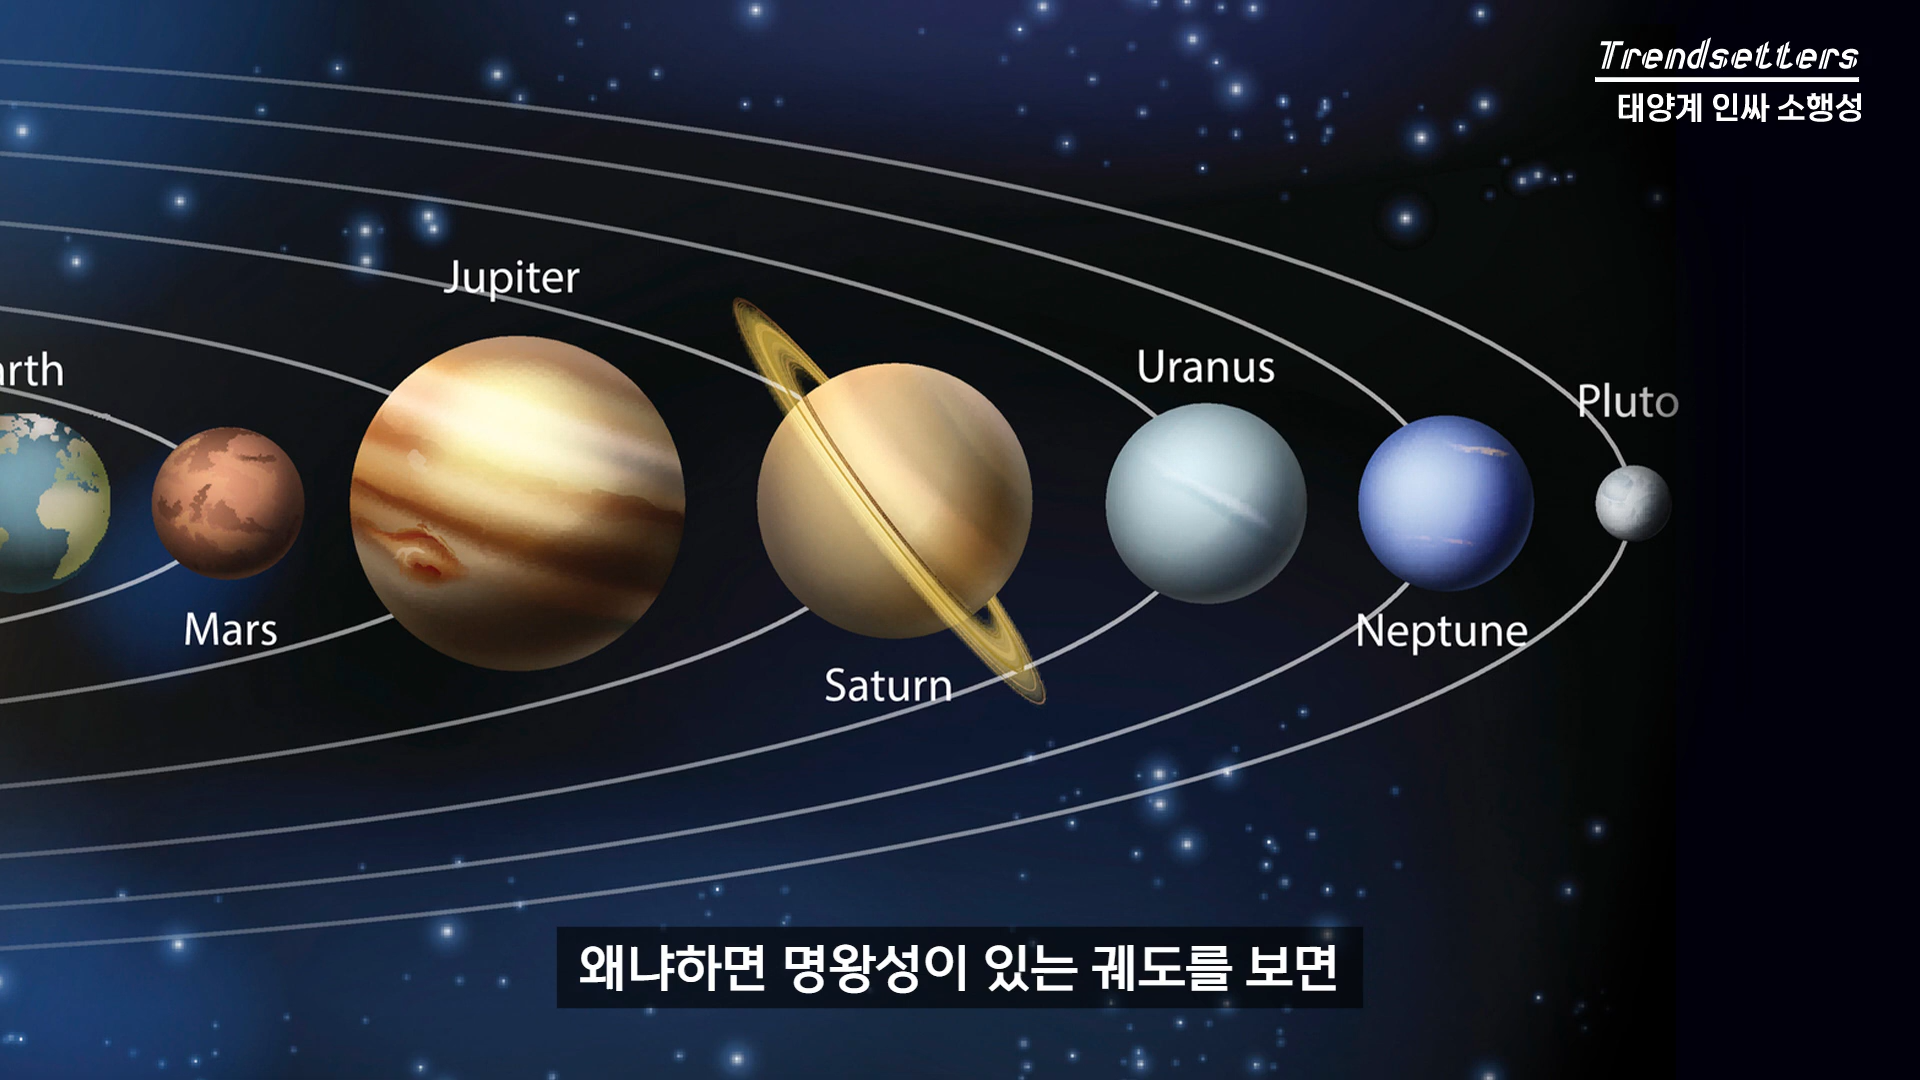 Trendsetters
태양계 인싸 소행성
Jupiter
Uranus
arth
Pluto
Mars
Neptune
Saturn
왜냐하면 명왕성이 있는 궤도를 보면